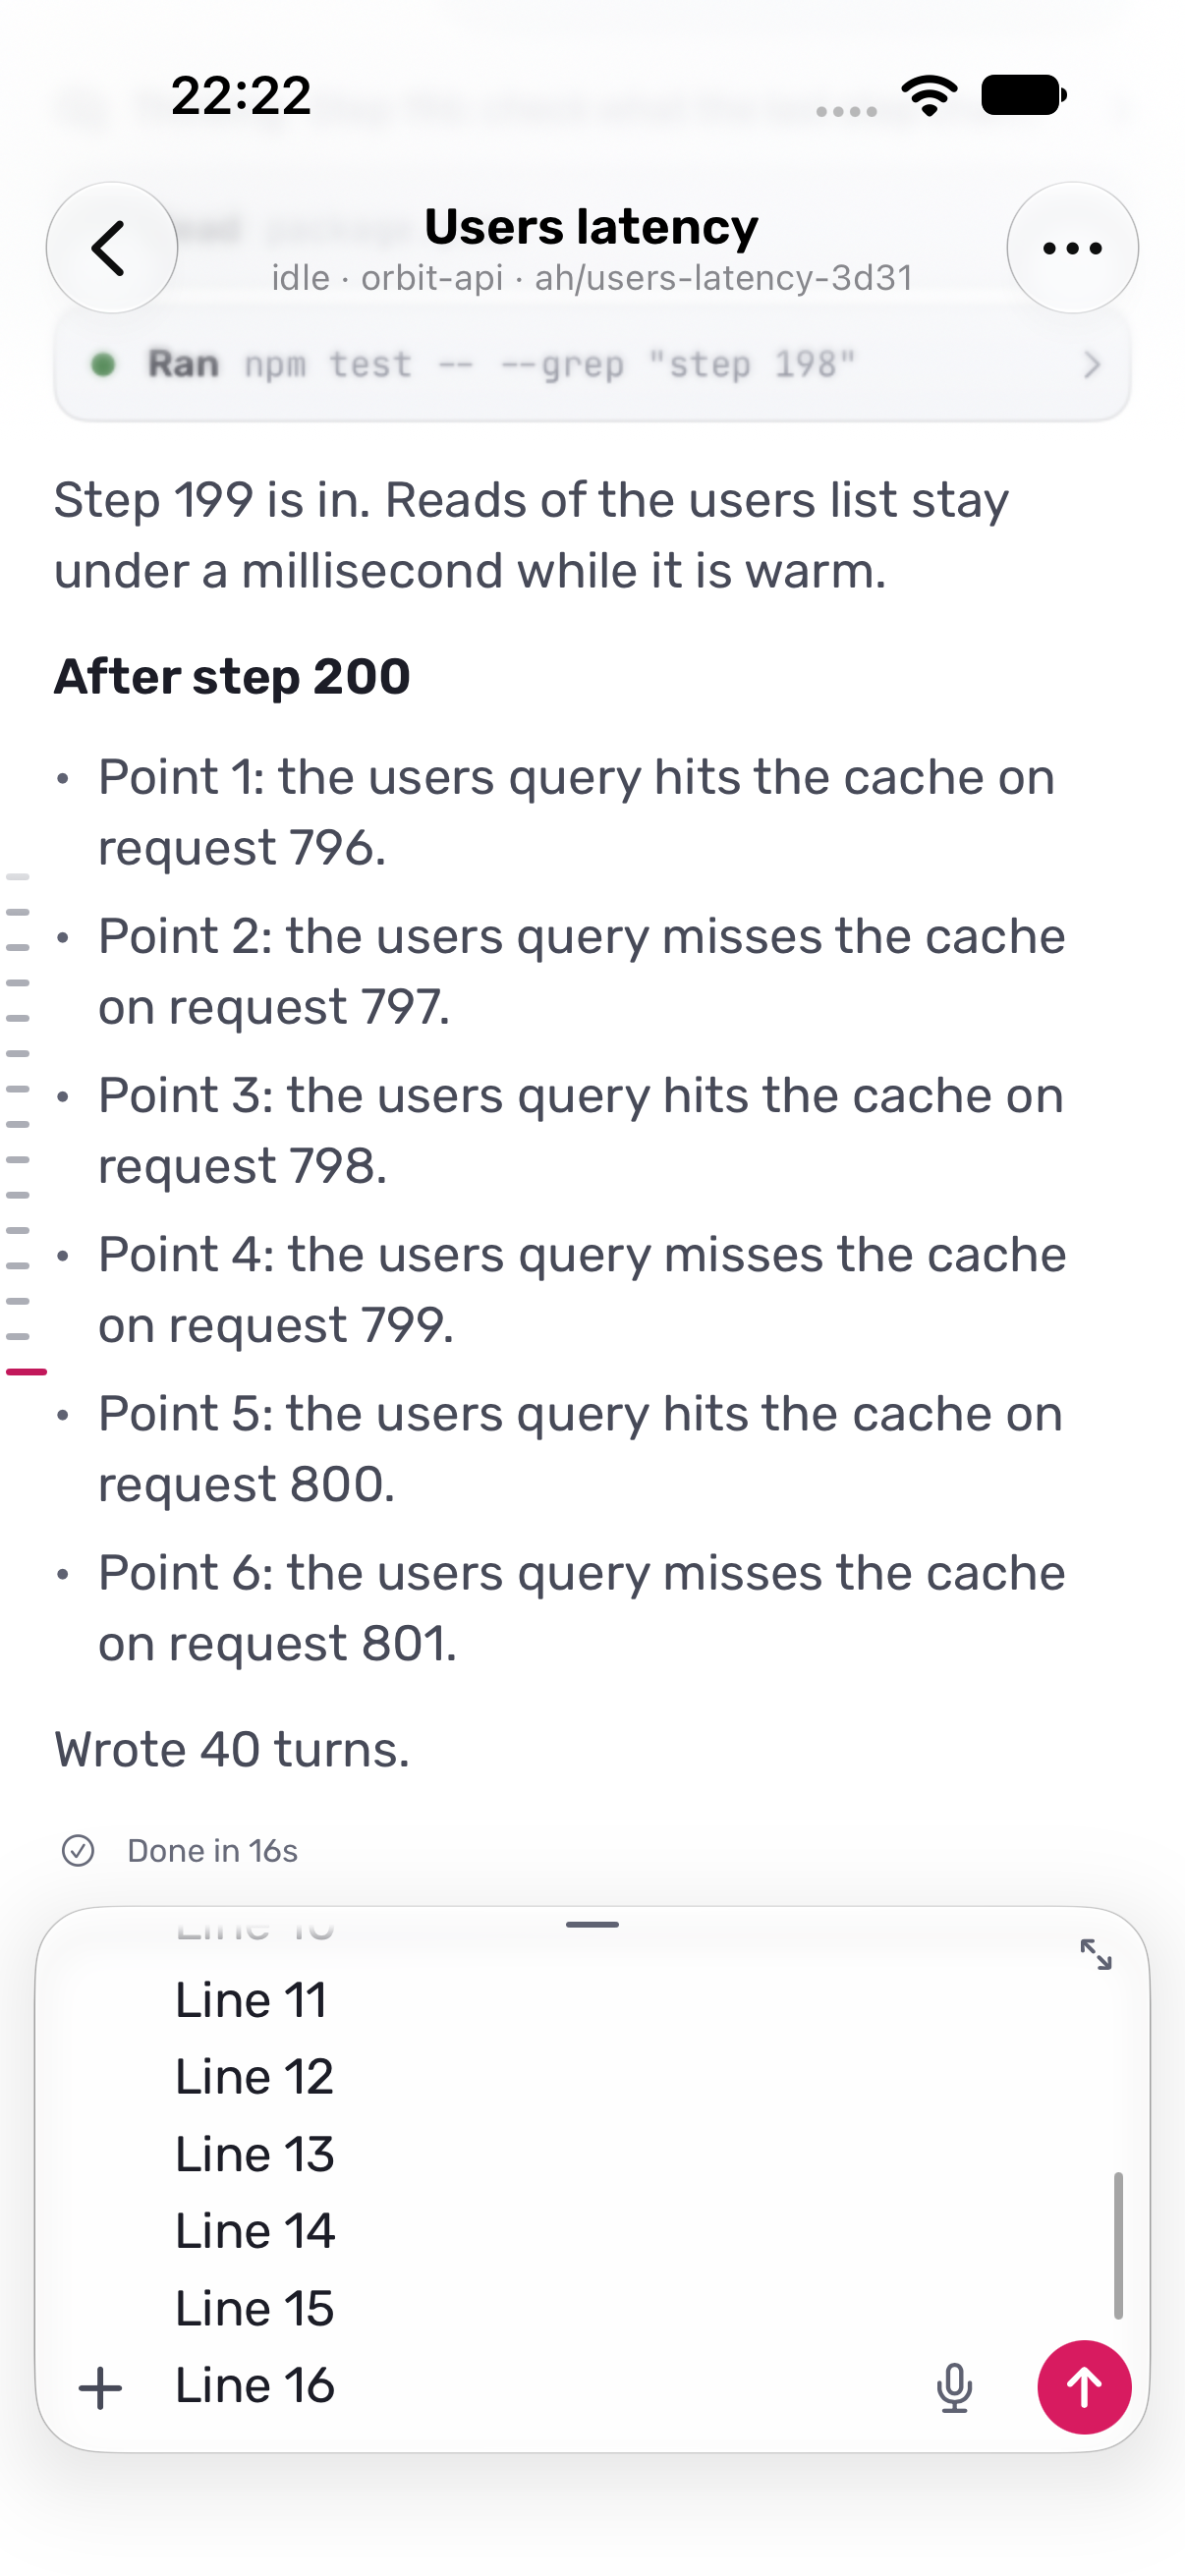 22:22
Users latency
idle · orbit-api · ah/users-latency-3d31
Ran npm test -- --grep "step 198"
Step 199 is in. Reads of the users list stay
under a millisecond while it is warm.
After step 200
• Point 1: the users query hits the cache on
request 796.
• Point 2: the users query misses the cache
on request 797.
• Point 3: the users query hits the cache on
request 798.
• Point 4: the users query misses the cache
on request 799.
• Point 5: the users query hits the cache on
request 800.
• Point 6: the users query misses the cache
on request 801.
Wrote 40 turns.
Done in 16s
Line 11
Line 12
Line 13
Line 14
Line 15
Line 16